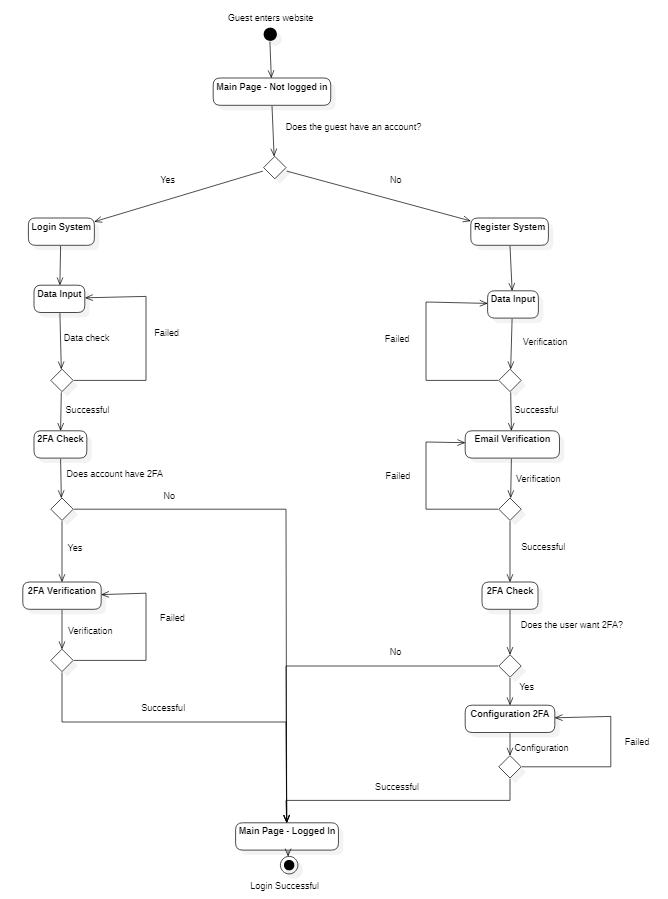 Guest enters website
Main Page - Not logged in
Does the guest have an account?
Yes
No
Login System
Register System
Data Input
Data Input
Failed
Data check
Failed
Verification
Successful
Successful
2FA Check
Email Verification
Does account have 2FA
Failed
Verification
No
Yes
Successful
2FA Verification
2FA Check
Failed
Verification
Does the user want 2FA?
No
Yes
Successful
Configuration 2FA
Configuration
Failed
Successful
Main Page - Logged In
Login Successful